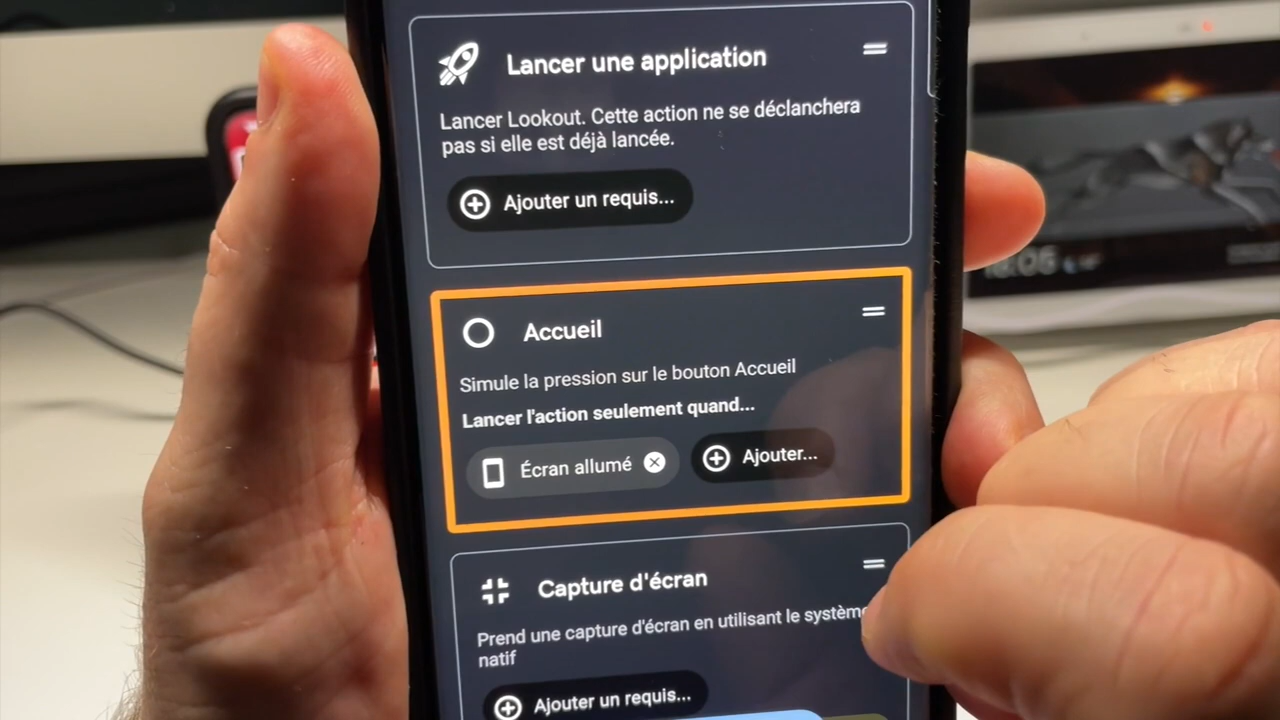 Lancer une application
Lancer Lookout. Cette action ne se déclanchera
pas si elle est déjà lancée.
Ajouter un requis...
Accueil
Simule la pression sur le bouton Accueil
Lancer l'action seulement quand...
Écran allumé
Ajouter...
Capture d'écran
Prend une capture d'écran en utilisant le système
natif
Ajouter un requis...